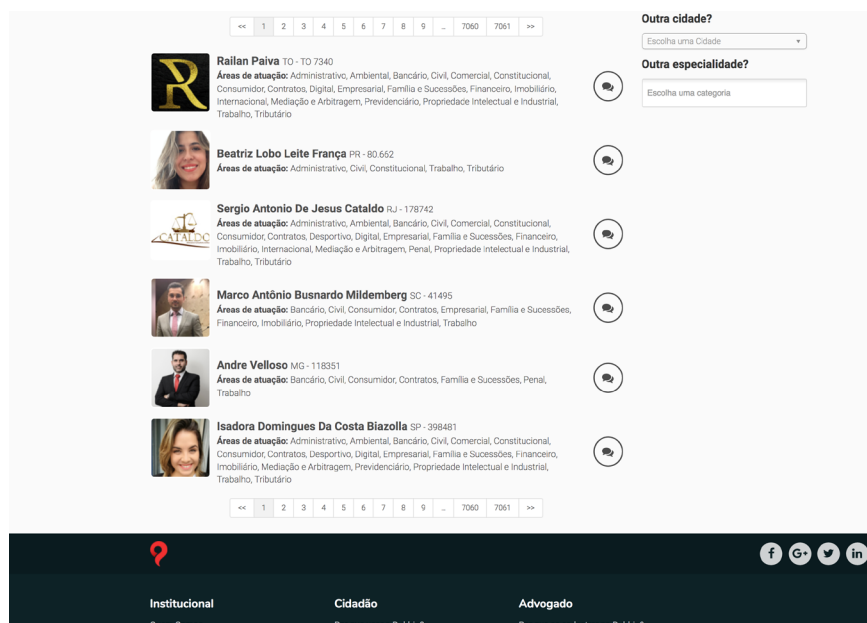 << 1 2 3 4 5 6 7 8 9 ... 7060 7061 >>
Outra cidade?
Escolha uma Cidade
Outra especialidade?
Escolha uma categoria
Railan Paiva TO - TO 7340
Áreas de atuação: Administrativo, Ambiental, Bancário, Civil, Comercial, Constitucional,
Consumidor, Contratos, Digital, Empresarial, Família e Sucessões, Financeiro, Imobiliário,
Internacional, Mediação e Arbitragem, Previdenciário, Propriedade Intelectual e Industrial,
Trabalho, Tributário
Beatriz Lobo Leite França PR - 80.662
Áreas de atuação: Administrativo, Civil, Constitucional, Trabalho, Tributário
CATALDO
Sergio Antonio De Jesus Cataldo RJ - 178742
Áreas de atuação: Administrativo, Ambiental, Bancário, Civil, Comercial, Constitucional,
Consumidor, Contratos, Desportivo, Digital, Empresarial, Família e Sucessões, Financeiro,
Imobiliário, Internacional, Mediação e Arbitragem, Penal, Propriedade Intelectual e Industrial,
Trabalho, Tributário
Marco Antônio Busnardo Mildemberg SC - 41495
Áreas de atuação: Bancário, Civil, Consumidor, Contratos, Empresarial, Família e Sucessões,
Financeiro, Imobiliário, Propriedade Intelectual e Industrial, Trabalho
Andre Velloso MG - 118351
Áreas de atuação: Bancário, Civil, Consumidor, Contratos, Família e Sucessões, Penal,
Trabalho
Isadora Domingues Da Costa Biazolla SP - 398481
Áreas de atuação: Administrativo, Ambiental, Bancário, Civil, Comercial, Constitucional,
Consumidor, Contratos, Desportivo, Digital, Empresarial, Família e Sucessões, Financeiro,
Imobiliário, Mediação e Arbitragem, Previdenciário, Propriedade Intelectual e Industrial,
Trabalho, Tributário
<< 1 2 3 4 5 6 7 8 9 ... 7060 7061 >>
f G+ in
Institucional Cidadão Advogado